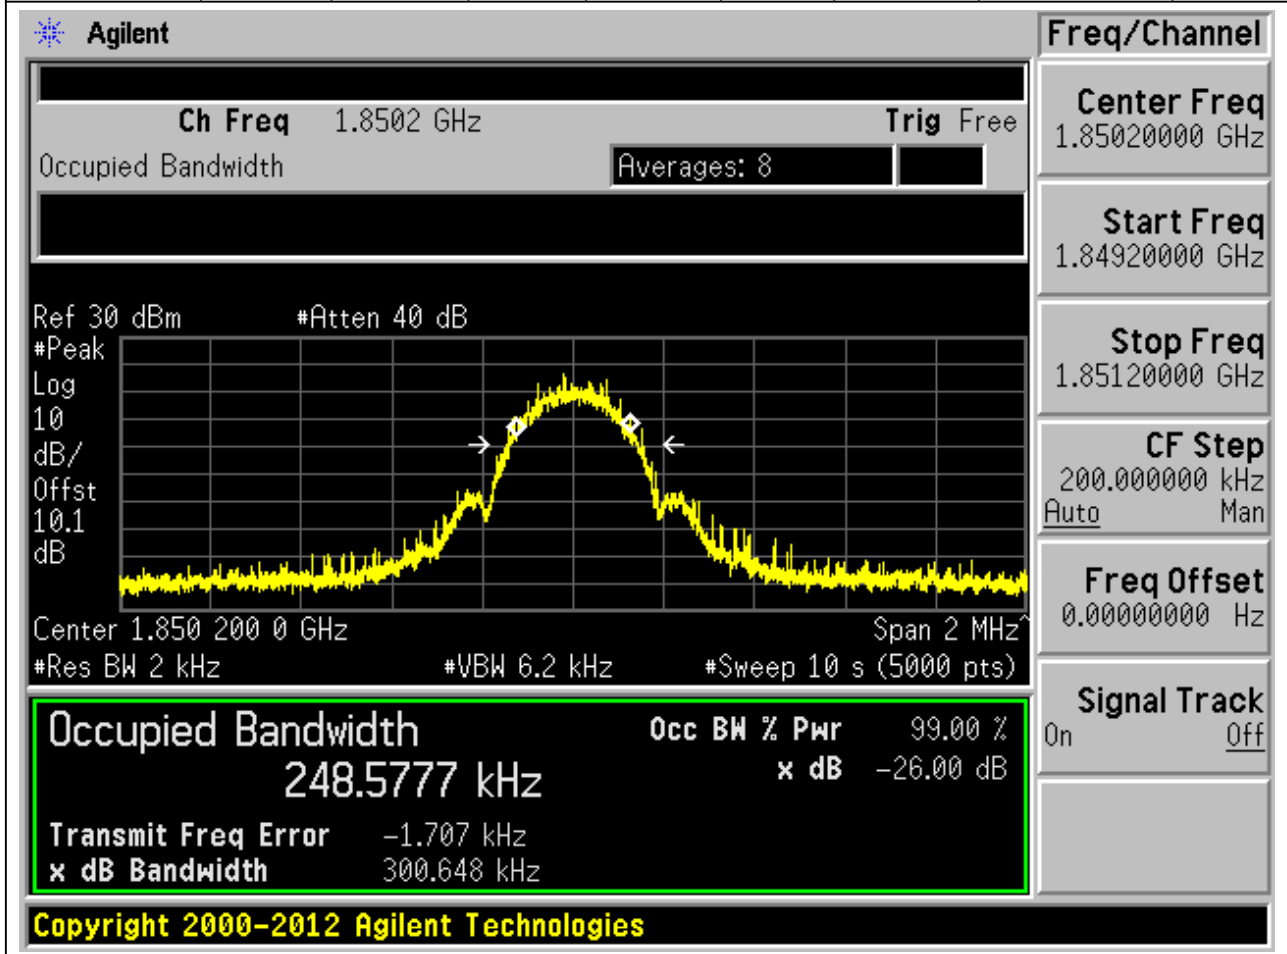 Agilent
Freq/Channel
Ch Freq 1.8502 GHz Trig Free
Occupied Bandwidth Averages: 8
Center Freq
1.85020000 GHz
Start Freq
1.84920000 GHz
Stop Freq
1.85120000 GHz
CF Step
200.000000 kHz
Auto Man
Freq Offset
0.00000000 Hz
Signal Track
On Off
Ref 30 dBm #Atten 40 dB
#Peak
Log
10
dB/
Offst
10.1
dB
Center 1.850 200 0 GHz Span 2 MHz^
#Res BW 2 kHz #VBW 6.2 kHz #Sweep 10 s (5000 pts)
Occupied Bandwidth Occ BW % Pwr 99.00 %
248.5777 kHz x dB -26.00 dB
Transmit Freq Error -1.707 kHz
x dB Bandwidth 300.648 kHz
Copyright 2000-2012 Agilent Technologies